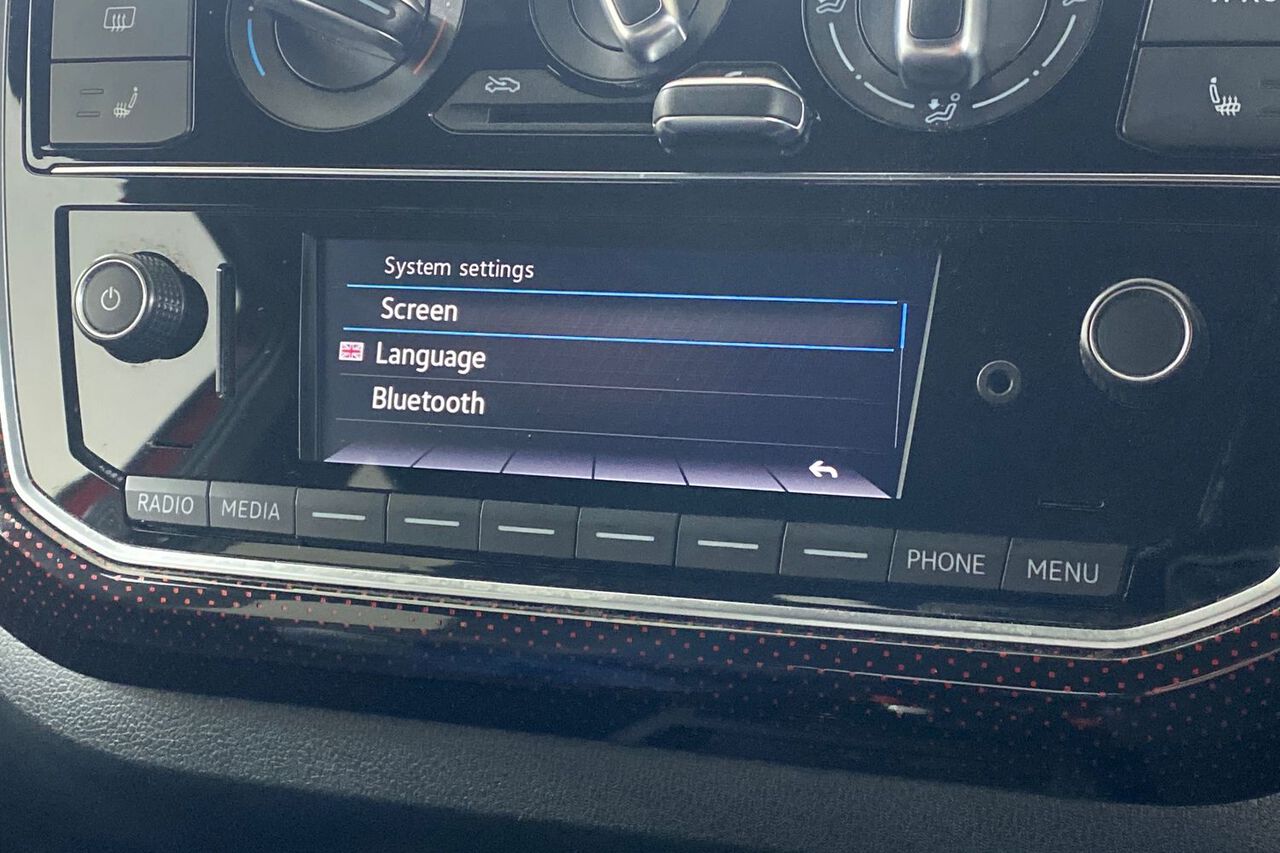 System settings
Screen
Language
Bluetooth
RADIO
MEDIA
PHONE
MENU